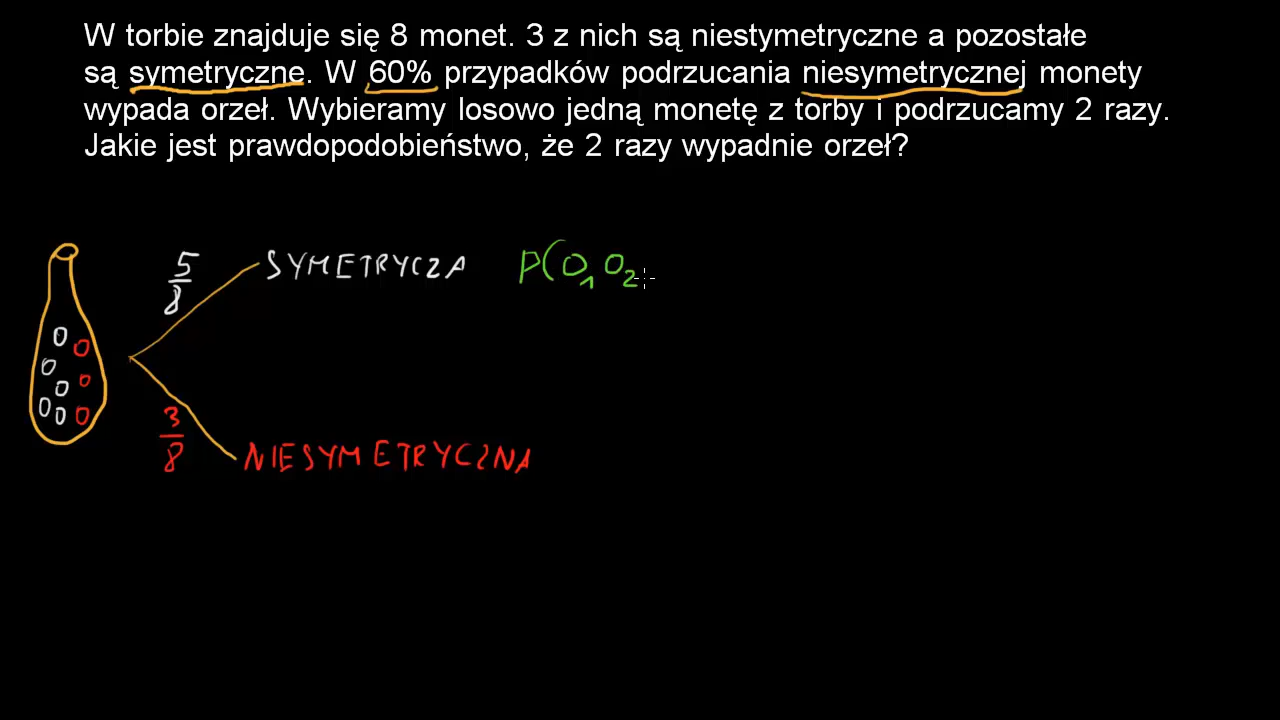 W torbie znajduje się 8 monet. 3 z nich są niestymetryczne a pozostałe
są symetryczne. W 60% przypadków podrzucania niesymetrycznej monety
wypada orzeł. Wybieramy losowo jedną monetę z torby i podrzucamy 2 razy.
Jakie jest prawdopodobieństwo, że 2 razy wypadnie orzeł?
5/8 SYMETRYCZA P(O₁ O₂
3/8 NIESYMETRYCZNA